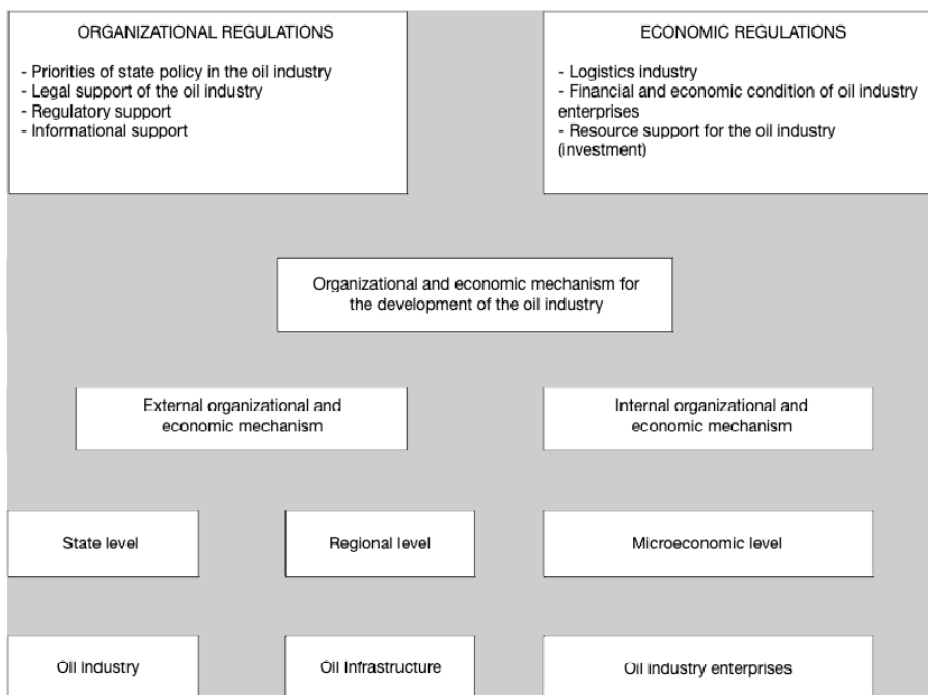 ORGANIZATIONAL REGULATIONS
- Priorities of state policy in the oil industry
- Legal support of the oil industry
- Regulatory support
- Informational support
ECONOMIC REGULATIONS
- Logistics industry
- Financial and economic condition of oil industry
enterprises
- Resource support for the oil industry
(investment)
Organizational and economic mechanism for
the development of the oil industry
External organizational and
economic mechanism
Internal organizational and
economic mechanism
State level
Regional level
Microeconomic level
Oil industry
Oil Infrastructure
Oil industry enterprises